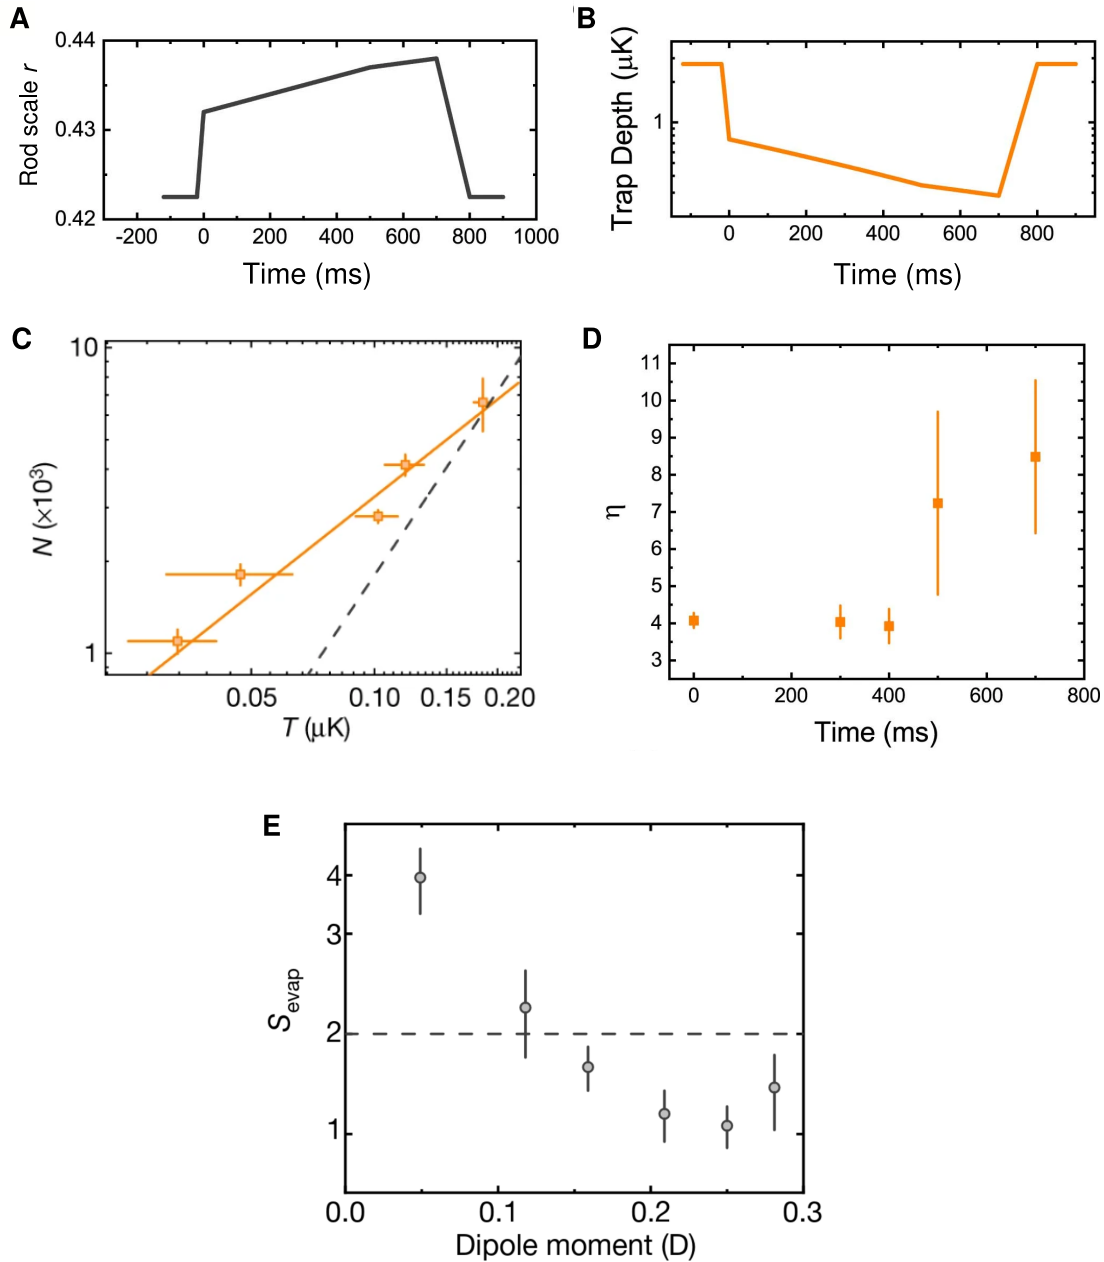 A
0.44
0.43
0.42
Rod scale r
-200 0 200 400 600 800 1000
Time (ms)
B
1
Trap Depth (μK)
0 200 400 600 800
Time (ms)
C
10
1
N (×10³)
0.05 0.10 0.15 0.20
T (μK)
D
11
10
9
8
7
6
5
4
3
η
0 200 400 600 800
Time (ms)
E
4
3
2
1
Sevap
0.0 0.1 0.2 0.3
Dipole moment (D)